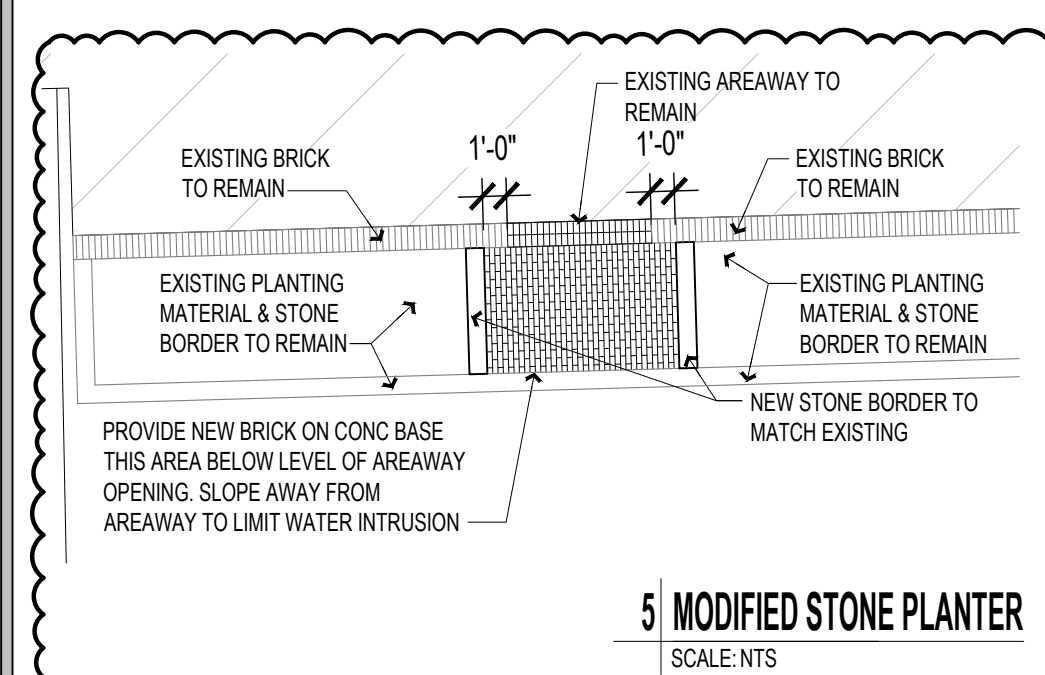 EXISTING AREAWAY TO
REMAIN
1'-0"
1'-0"
EXISTING BRICK
TO REMAIN
EXISTING BRICK
TO REMAIN
EXISTING PLANTING
MATERIAL & STONE
BORDER TO REMAIN
EXISTING PLANTING
MATERIAL & STONE
BORDER TO REMAIN
NEW STONE BORDER TO
MATCH EXISTING
PROVIDE NEW BRICK ON CONC BASE
THIS AREA BELOW LEVEL OF AREAWAY
OPENING. SLOPE AWAY FROM
AREAWAY TO LIMIT WATER INTRUSION
5 MODIFIED STONE PLANTER
SCALE: NTS